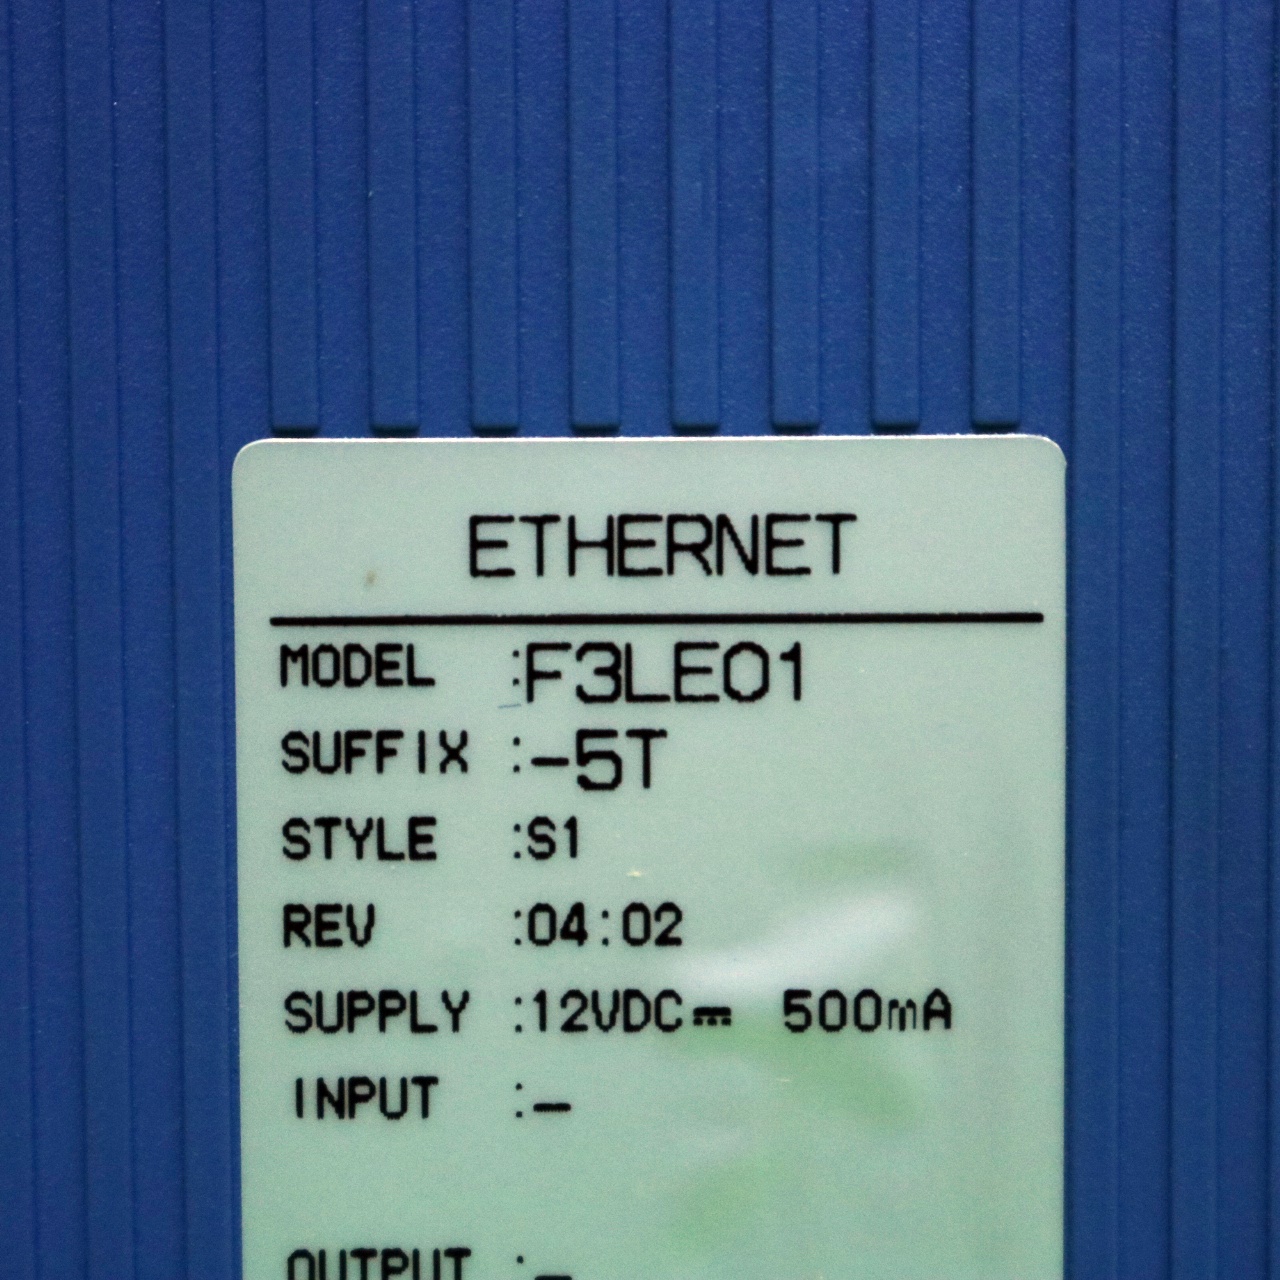 ETHERNET
MODEL :F3LE01
SUFFIX :-5T
STYLE :S1
REV :04:02
SUPPLY :12VDC⎓ 500mA
INPUT :-
OUTPUT :-